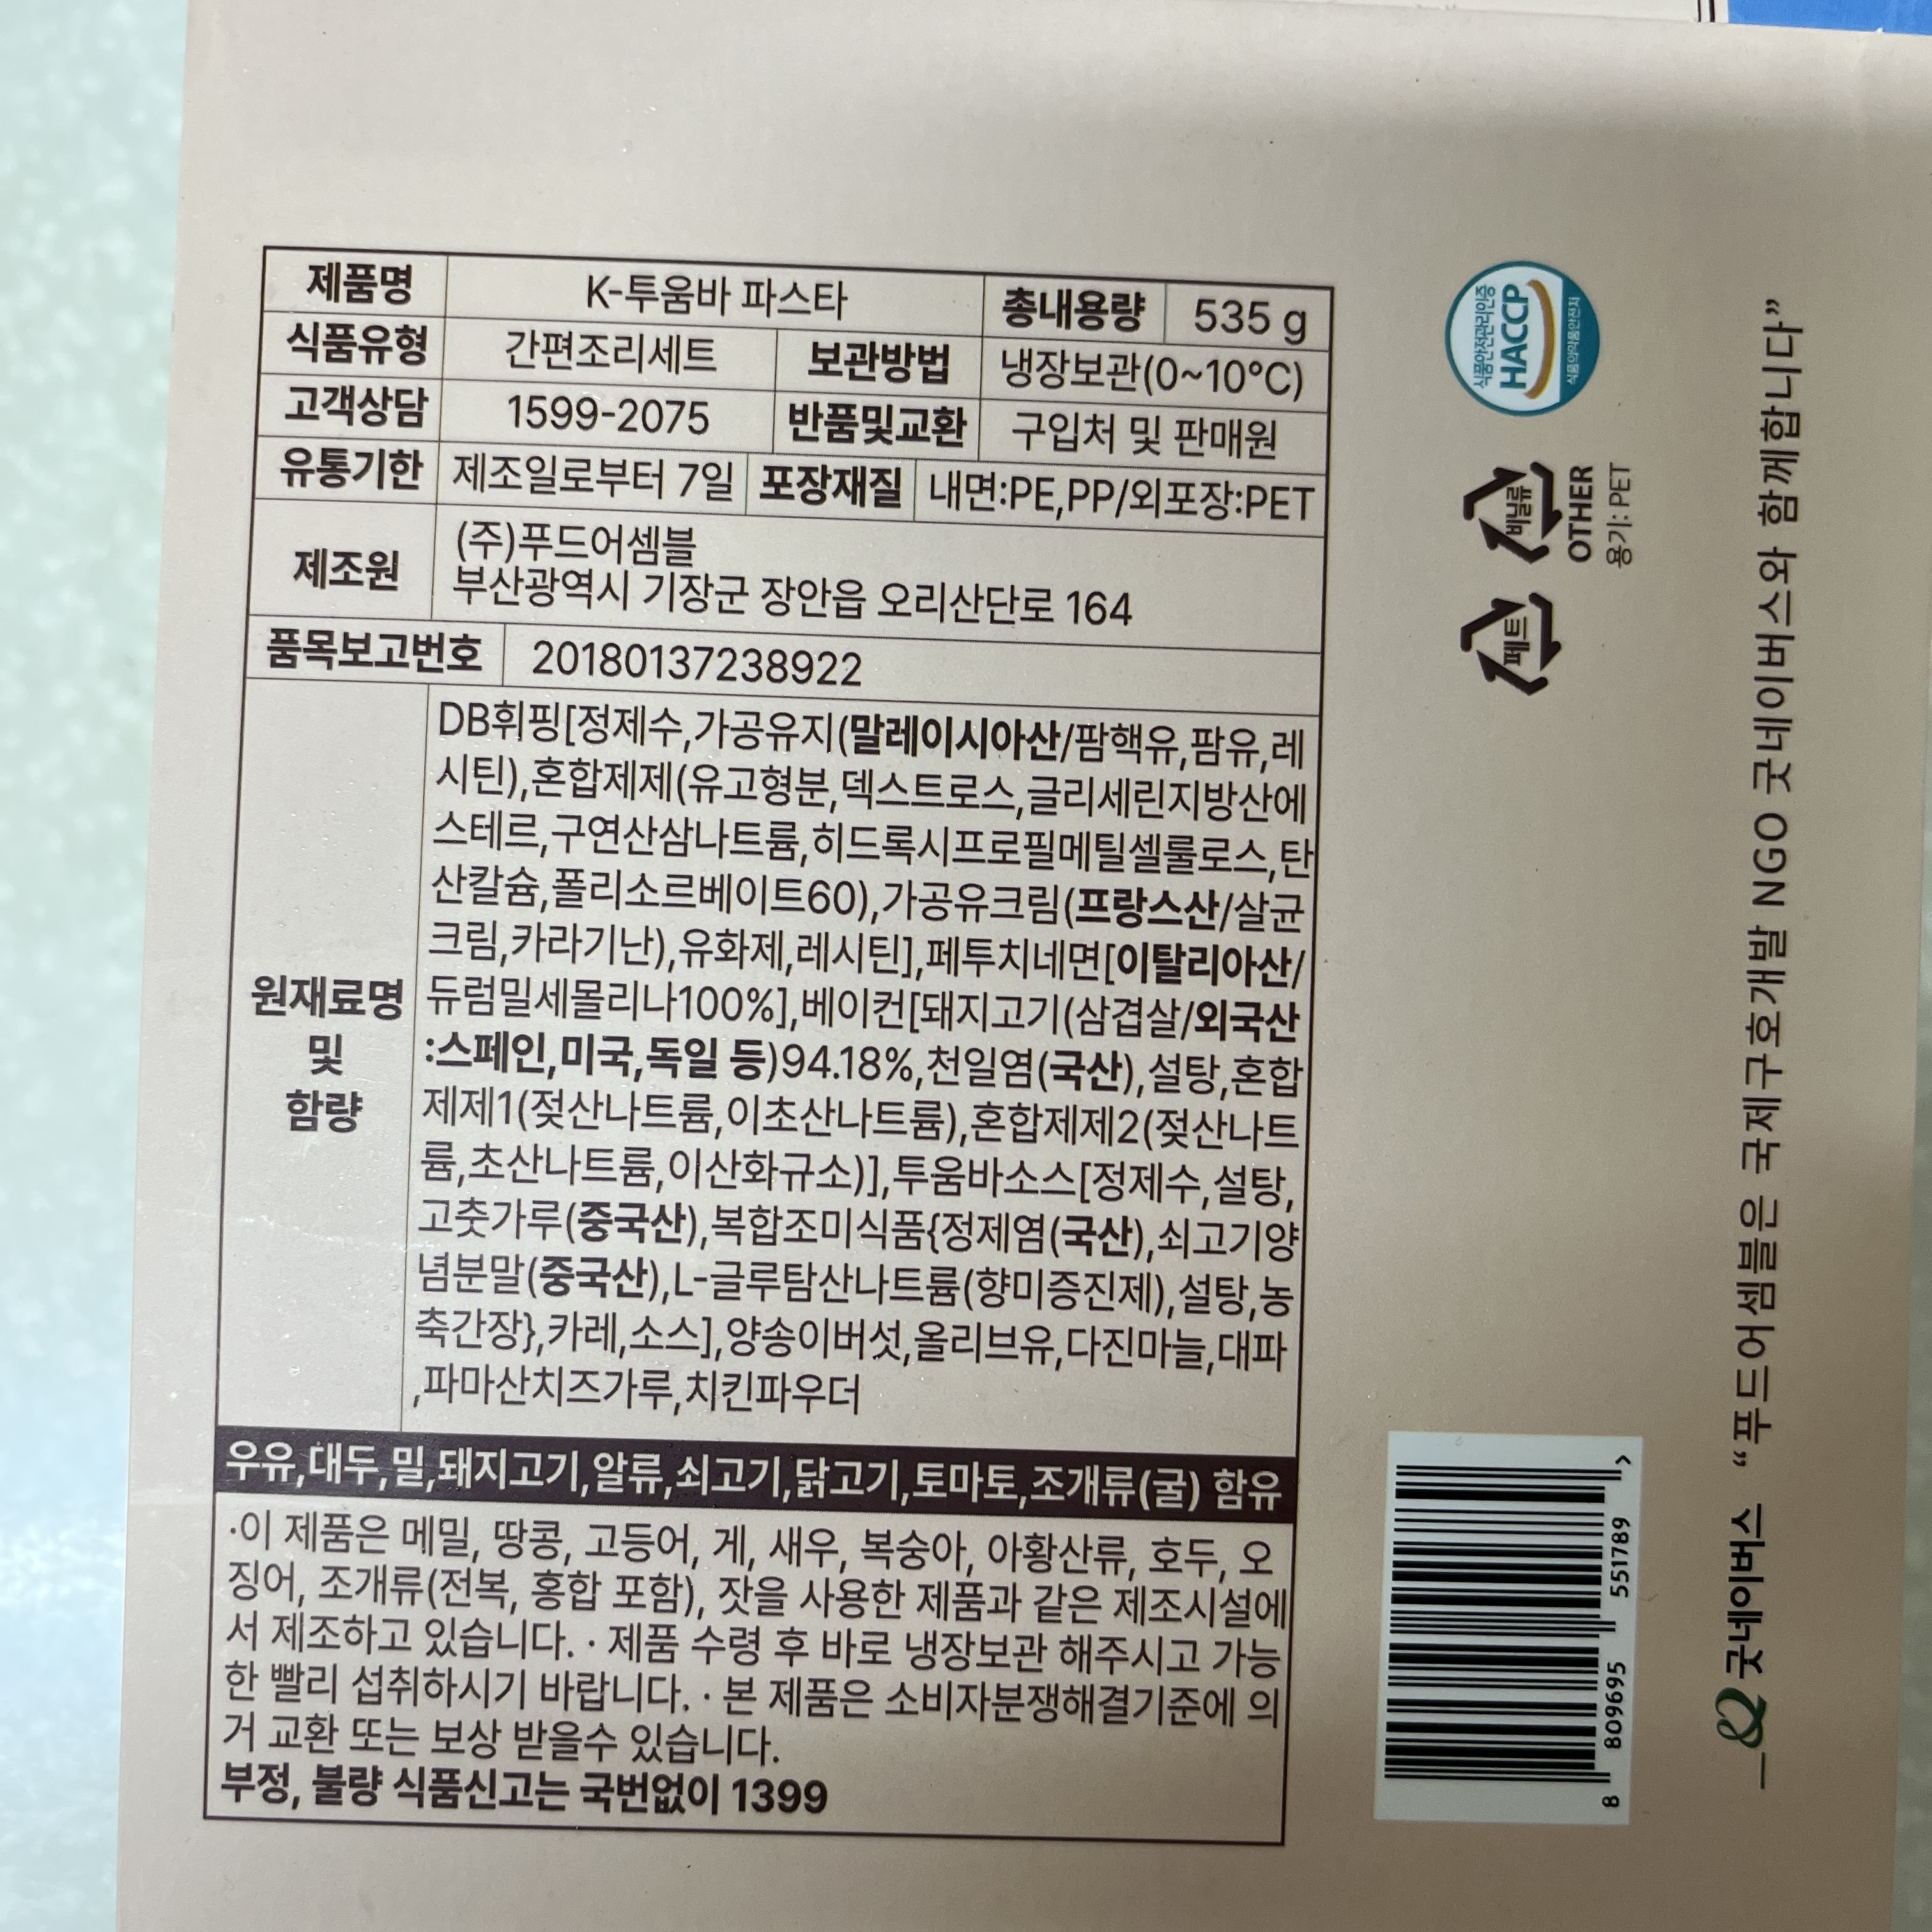 제품명 K-투움바 파스타 총내용량 535 g
식품유형 간편조리세트 보관방법 냉장보관(0~10°C)
고객상담 1599-2075 반품및교환 구입처 및 판매원
유통기한 제조일로부터 7일 포장재질 내면:PE,PP/외포장:PET
제조원
(주)푸드어셈블
부산광역시 기장군 장안읍 오리산단로 164
품목보고번호 20180137238922
원재료명
및
함량
DB휘핑[정제수,가공유지(말레이시아산/팜핵유,팜유,레
시틴),혼합제제(유고형분,덱스트로스,글리세린지방산에
스테르,구연산삼나트륨,히드록시프로필메틸셀룰로스,탄
산칼슘,폴리소르베이트60),가공유크림(프랑스산/살균
크림,카라기난),유화제,레시틴],페투치네면[이탈리아산/
듀럼밀세몰리나100%],베이컨[돼지고기(삼겹살/외국산
:스페인,미국,독일 등)94.18%,천일염(국산),설탕,혼합
제제1(젖산나트륨,이초산나트륨),혼합제제2(젖산나트
륨,초산나트륨,이산화규소)],투움바소스[정제수,설탕,
고춧가루(중국산),복합조미식품{정제염(국산),쇠고기양
념분말(중국산),L-글루탐산나트륨(향미증진제),설탕,농
축간장},카레,소스],양송이버섯,올리브유,다진마늘,대파
,파마산치즈가루,치킨파우더
우유,대두,밀,돼지고기,알류,쇠고기,닭고기,토마토,조개류(굴) 함유
·이 제품은 메밀, 땅콩, 고등어, 게, 새우, 복숭아, 아황산류, 호두, 오
징어, 조개류(전복, 홍합 포함), 잣을 사용한 제품과 같은 제조시설에
서 제조하고 있습니다. · 제품 수령 후 바로 냉장보관 해주시고 가능
한 빨리 섭취하시기 바랍니다. · 본 제품은 소비자분쟁해결기준에 의
거 교환 또는 보상 받을수 있습니다.
부정, 불량 식품신고는 국번없이 1399
식품안전관리인증
HACCP
식품의약품안전처
비닐류
OTHER
용기: PET
페트
8 809695 551789 >
굿네이버스 “푸드어셈블은 국제구호개발 NGO 굿네이버스와 함께합니다”